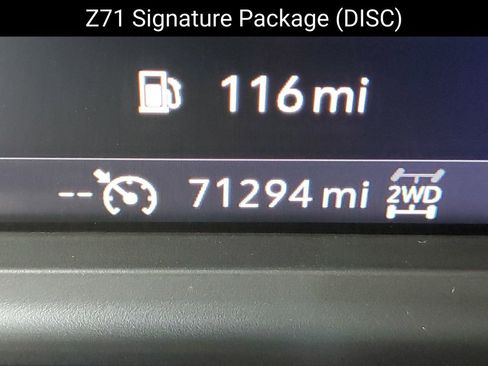 Z71 Signature Package (DISC)
116 mi
-- 71294 mi 2WD